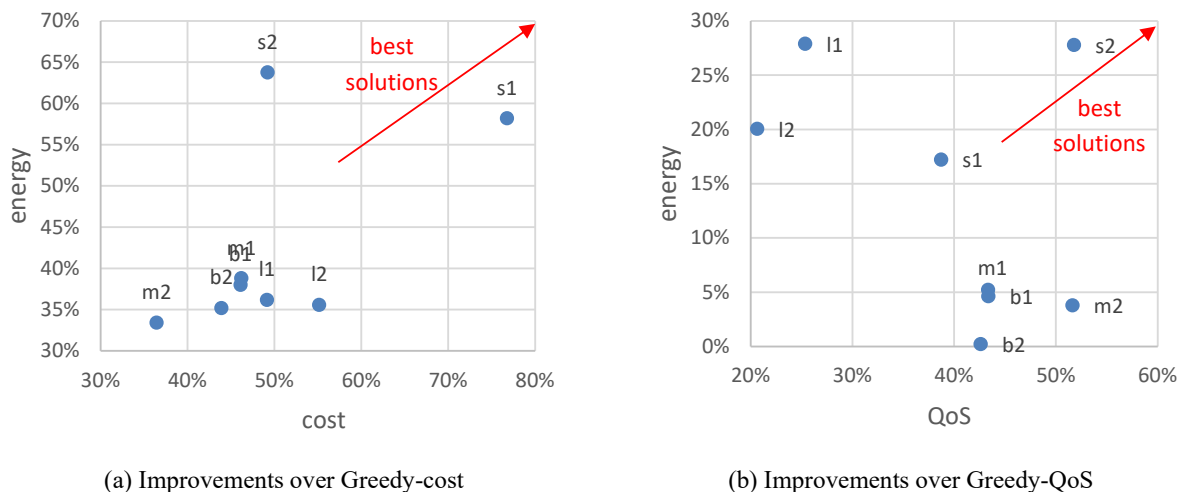 70%
65%
60%
55%
50%
45%
40%
35%
30%
energy
s2
best
solutions
s1
m1
b1
m2
b2
l1
l2
30%
40%
50%
60%
70%
80%
cost
(a) Improvements over Greedy-cost
30%
25%
20%
15%
10%
5%
0%
energy
l1
s2
best
solutions
l2
s1
m1
b1
m2
b2
20%
30%
40%
50%
60%
QoS
(b) Improvements over Greedy-QoS